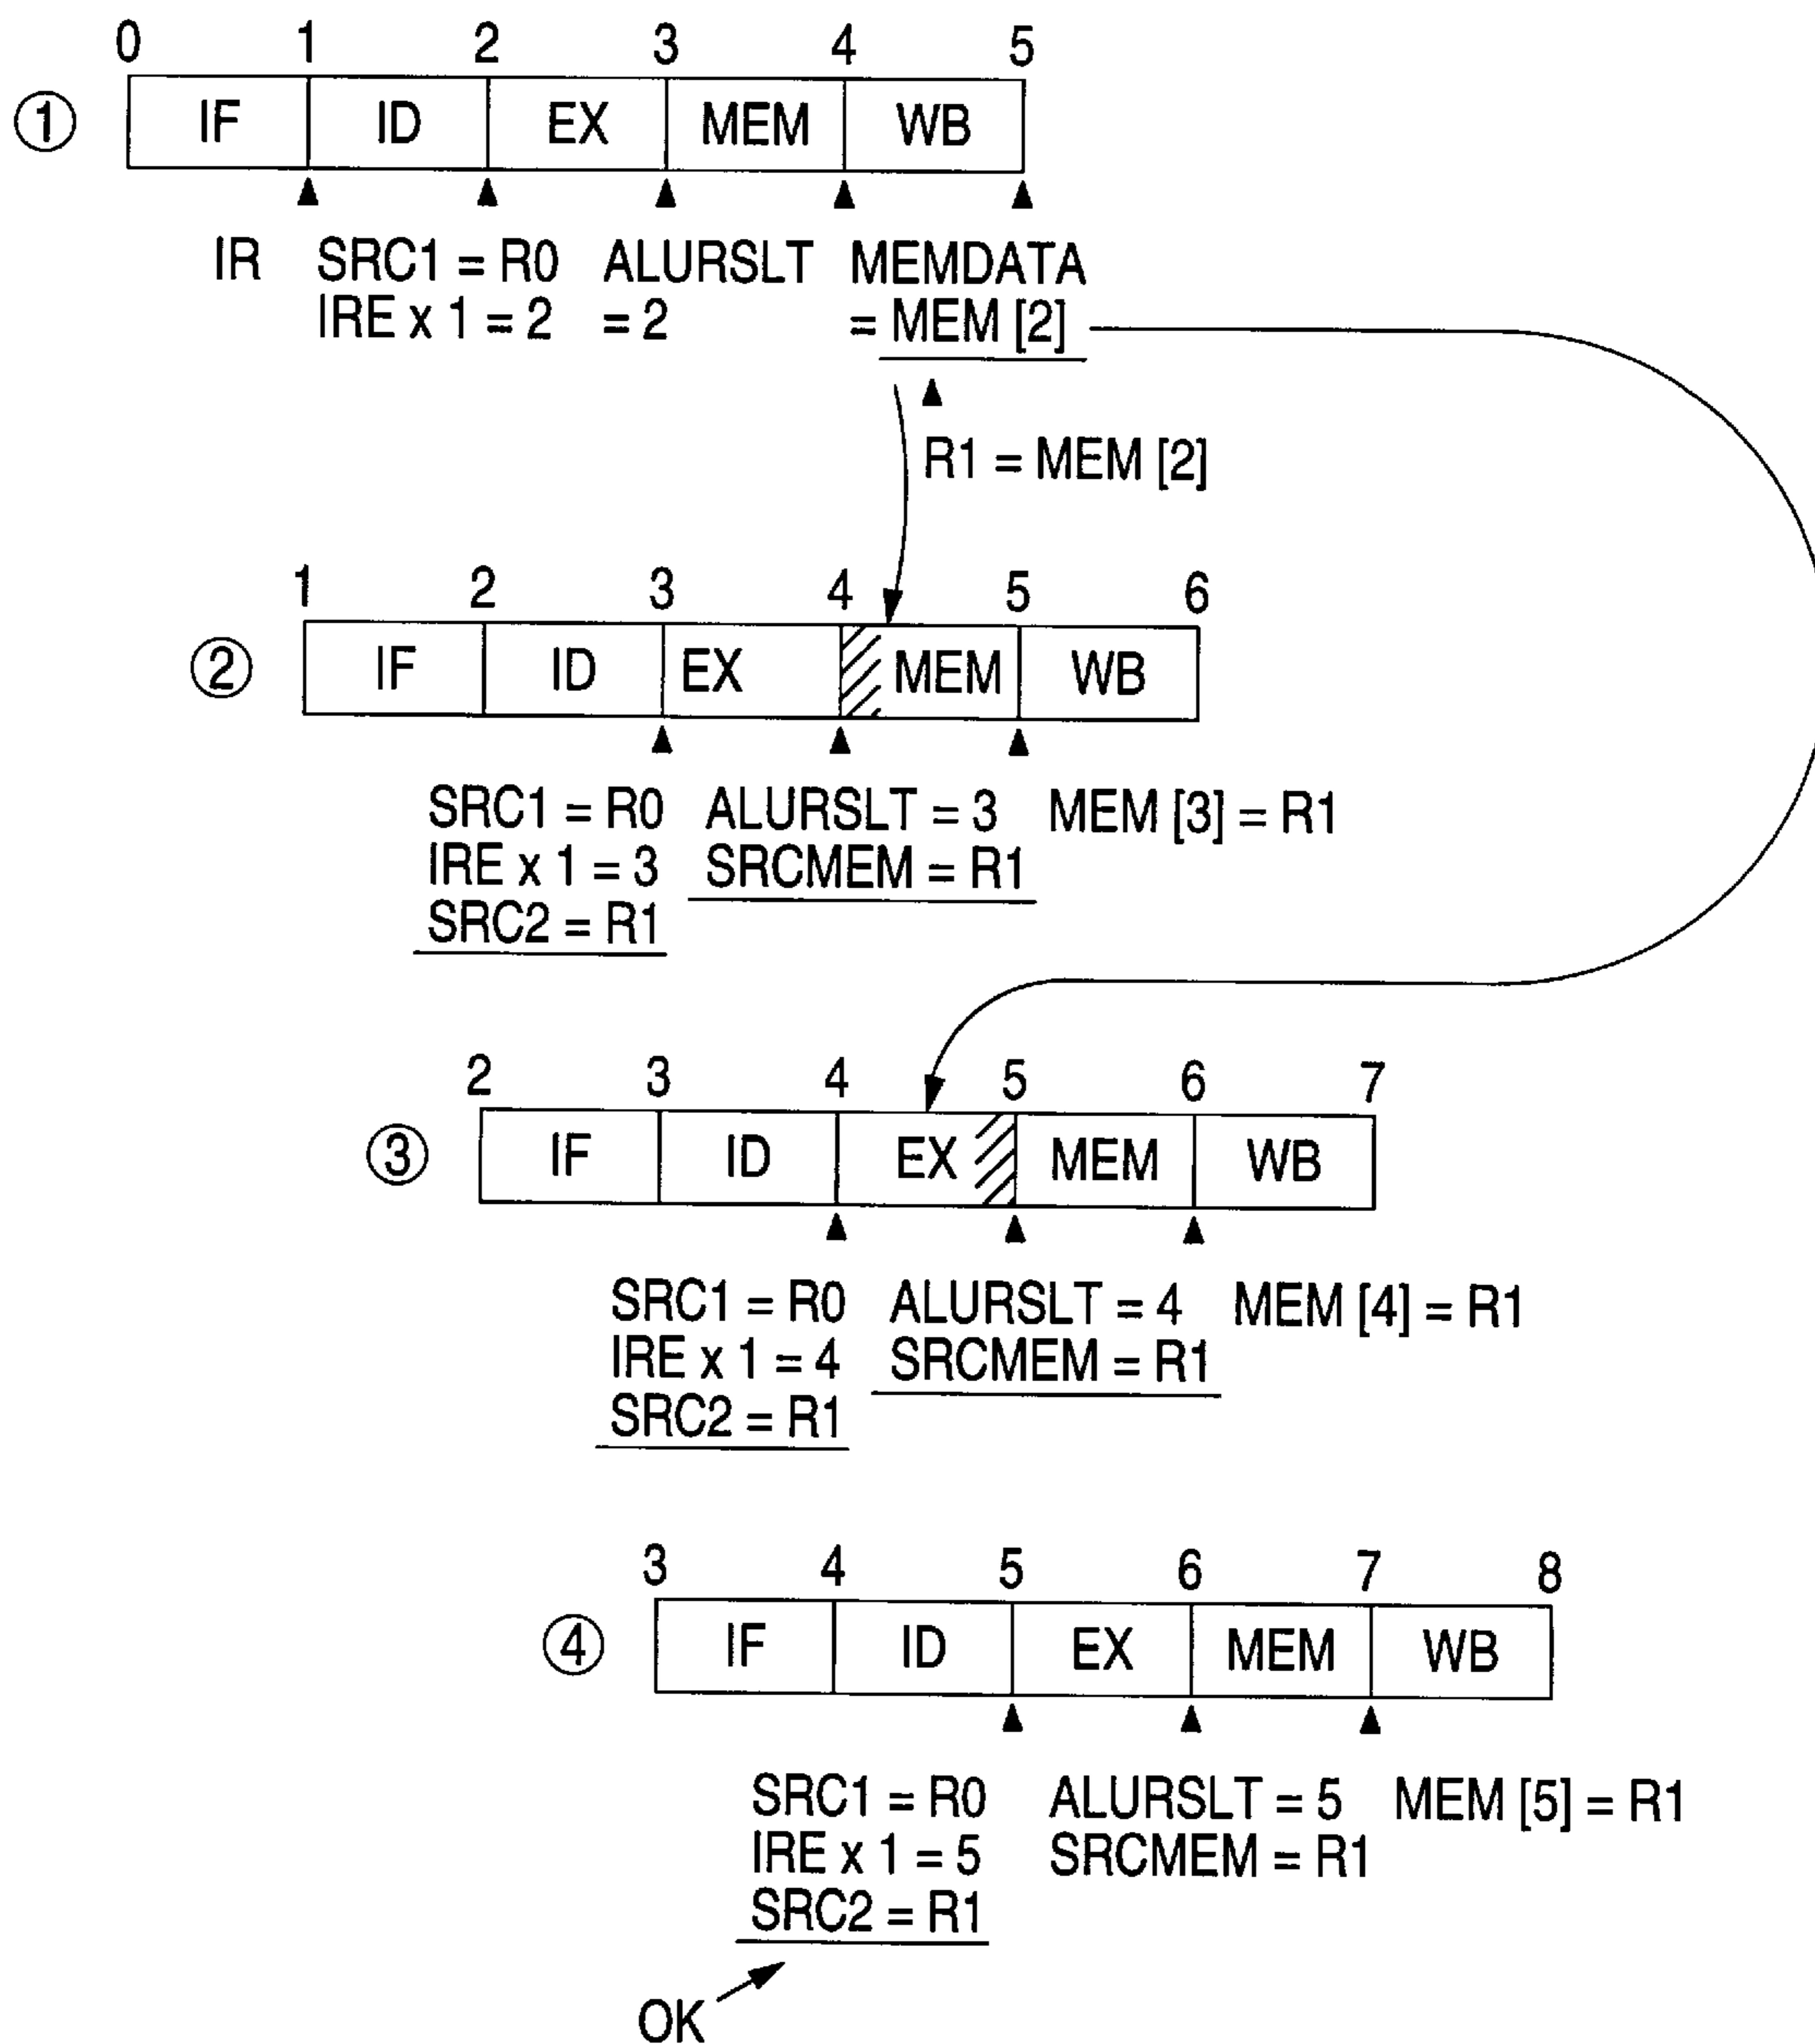 0 1 2 3 4 5
① IF ID EX MEM WB
IR SRC1 = R0 ALURSLT MEMDATA
IRE x 1 = 2 = 2 = MEM [2]
R1 = MEM [2]
1 2 3 4 5 6
② IF ID EX MEM WB
SRC1 = R0 ALURSLT = 3 MEM [3] = R1
IRE x 1 = 3 SRCMEM = R1
SRC2 = R1
2 3 4 5 6 7
③ IF ID EX MEM WB
SRC1 = R0 ALURSLT = 4 MEM [4] = R1
IRE x 1 = 4 SRCMEM = R1
SRC2 = R1
3 4 5 6 7 8
④ IF ID EX MEM WB
SRC1 = R0 ALURSLT = 5 MEM [5] = R1
IRE x 1 = 5 SRCMEM = R1
SRC2 = R1
OK